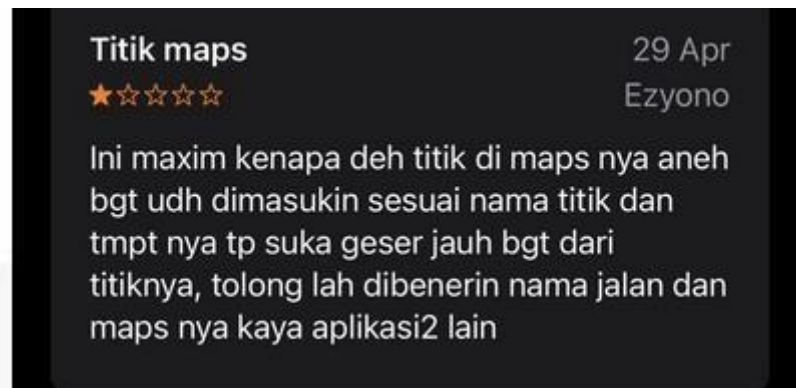 Titik maps
29 Apr
Ezyono
Ini maxim kenapa deh titik di maps nya aneh
bgt udh dimasukin sesuai nama titik dan
tmpt nya tp suka geser jauh bgt dari
titiknya, tolong lah dibenerin nama jalan dan
maps nya kaya aplikasi2 lain